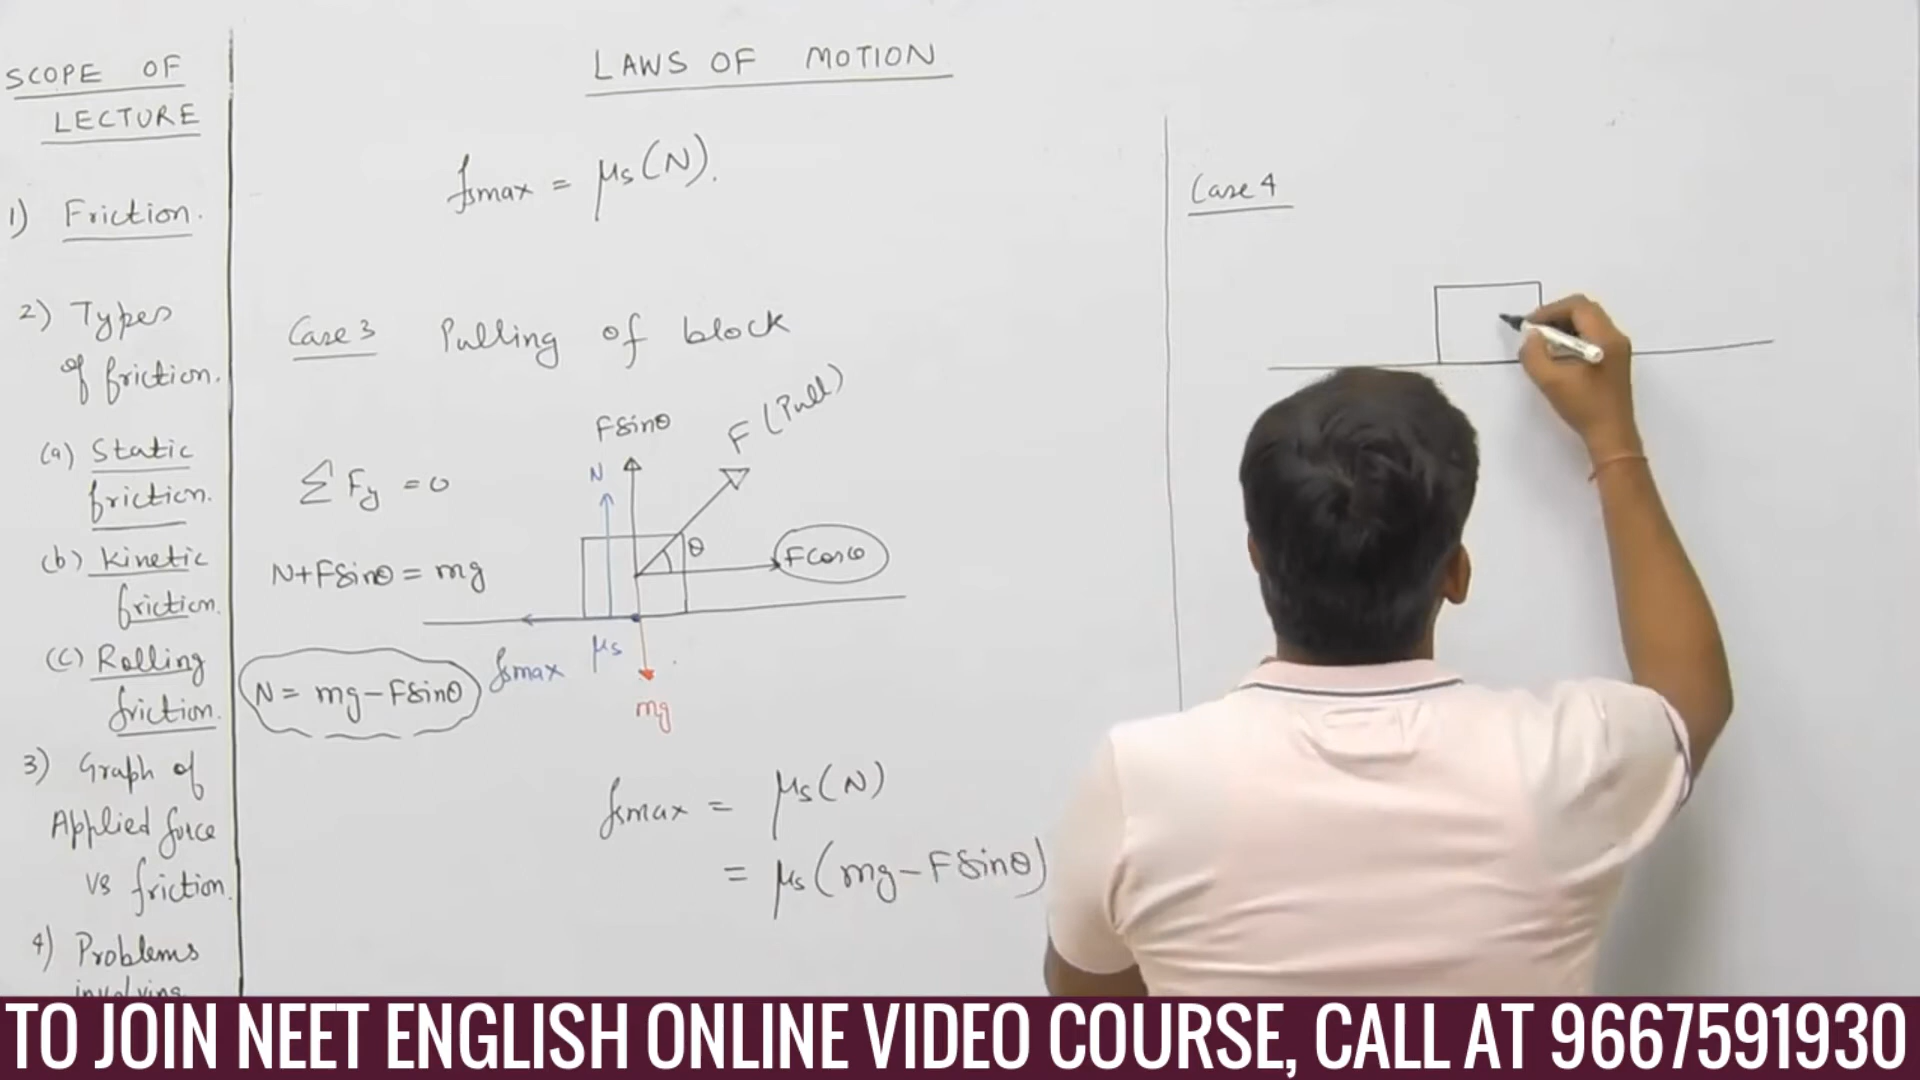 SCOPE OF
LECTURE
1) Friction.
2) Types
of friction.
(a) Static
friction.
(b) Kinetic
friction.
(c) Rolling
friction.
3) Graph of
Applied force
vs friction.
4) Problems
involving
LAWS OF MOTION
fsmax = μs(N).
Case 3 Pulling of block
Fsinθ
F (Pull)
N
θ
Fcosθ
ΣFy = 0
N+Fsinθ = mg
N = mg-Fsinθ
fsmax
μs
mg
fsmax = μs(N)
= μs(mg-Fsinθ)
Case 4
TO JOIN NEET ENGLISH ONLINE VIDEO COURSE, CALL AT 9667591930